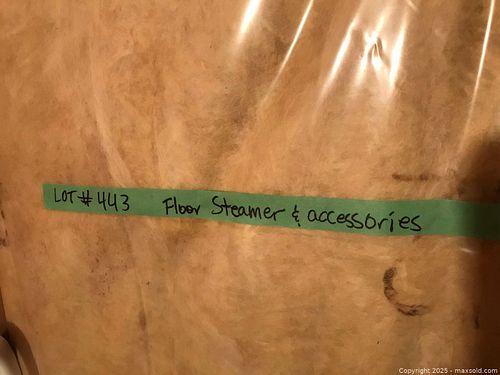 LOT # 443 Floor Steamer & accessories
Copyright 2025 - maxsold.com